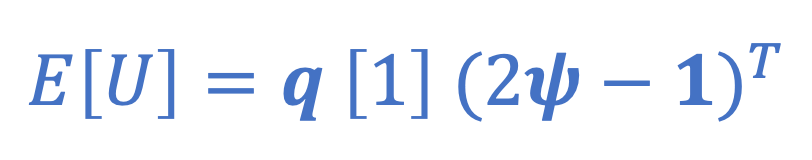 E[U] = q [1] (2ψ − 1)ᵀ